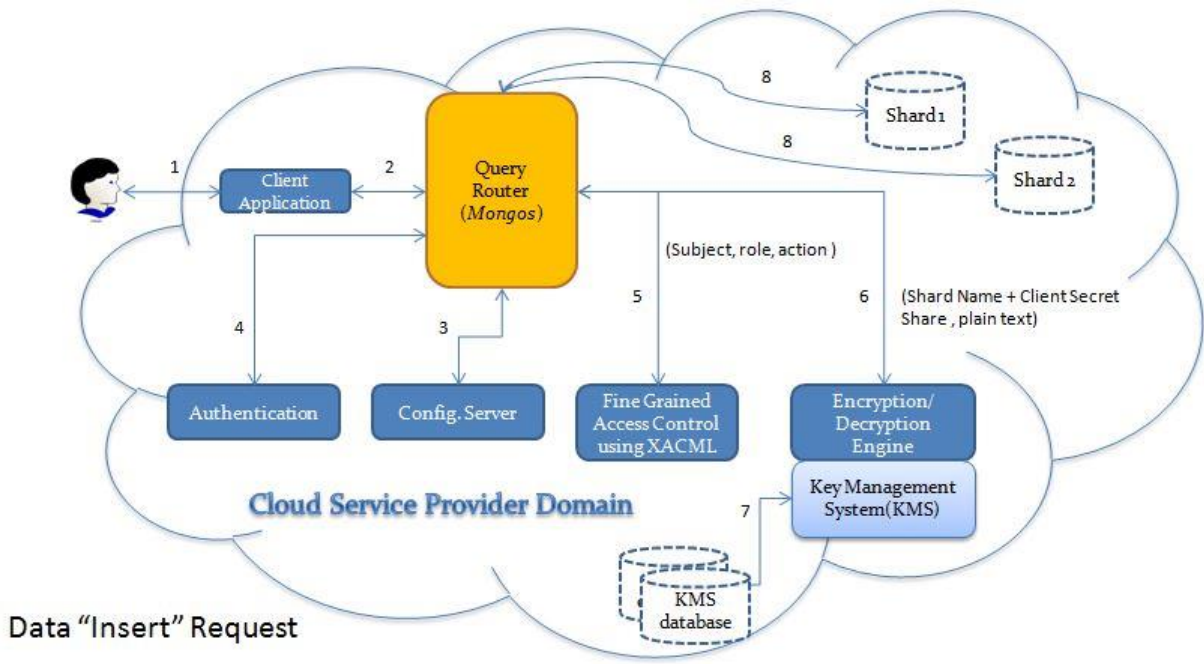 8
Shard 1
8
Shard 2
1
Client
Application
2
Query
Router
(Mongos)
(Subject, role, action )
4
3
5
6
(Shard Name + Client Secret
Share , plain text)
Authentication
Config. Server
Fine Grained
Access Control
using XACML
Encryption/
Decryption
Engine
Key Management
System(KMS)
Cloud Service Provider Domain
7
KMS
database
Data “Insert” Request